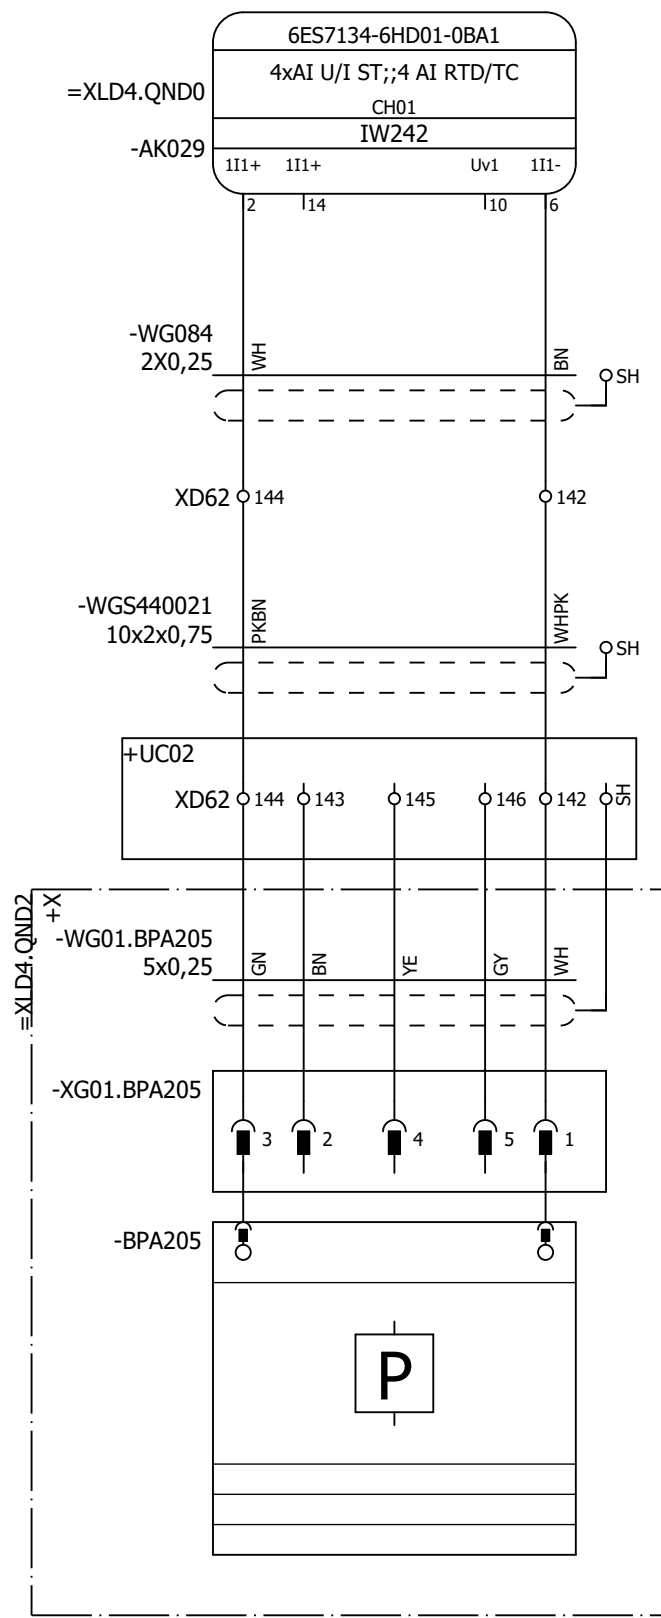 6ES7134-6HD01-0BA1
4xAI U/I ST;;4 AI RTD/TC
=XLD4.QND0
CH01
IW242
-AK029
1I1+ 1I1+ Uv1 1I1-
2 14 10 6
-WG084
2X0,25
WH BN
SH
XD62 144 142
-WGS440021
10x2x0,75
PKBN WHPK
SH
+UC02
XD62 144 143 145 146 142 SH
=XLD4.QND2
+X
-WG01.BPA205
5x0,25
GN BN YE GY WH
-XG01.BPA205
3 2 4 5 1
-BPA205
P